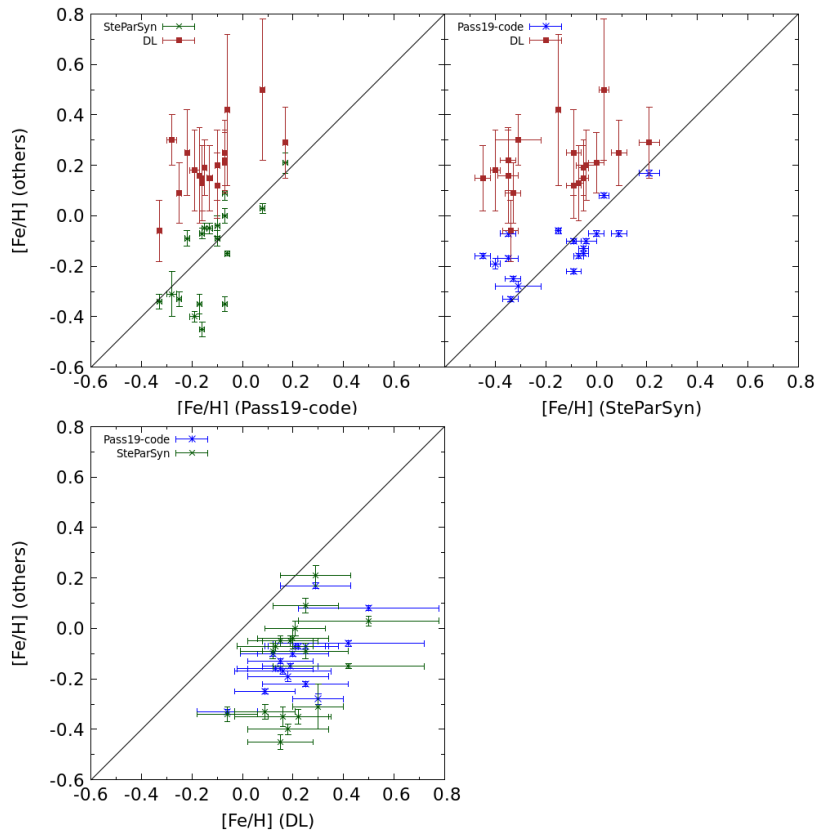 SteParSyn
DL
0.8
0.6
0.4
0.2
0.0
-0.2
-0.4
-0.6
[Fe/H] (others)
-0.6 -0.4 -0.2 0.0 0.2 0.4 0.6
[Fe/H] (Pass19-code)
Pass19-code
DL
-0.4 -0.2 0.0 0.2 0.4 0.6 0.8
[Fe/H] (SteParSyn)
Pass19-code
SteParSyn
0.8
0.6
0.4
0.2
0.0
-0.2
-0.4
-0.6
[Fe/H] (others)
-0.6 -0.4 -0.2 0.0 0.2 0.4 0.6 0.8
[Fe/H] (DL)